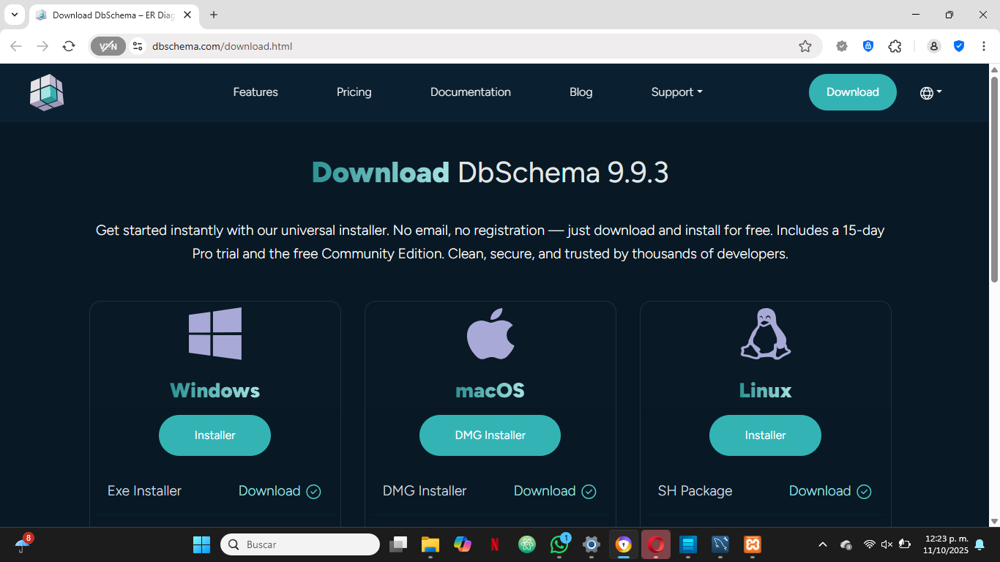 Download DbSchema – ER Diag
VPN
dbschema.com/download.html
Features
Pricing
Documentation
Blog
Support
Download
Download DbSchema 9.9.3
Get started instantly with our universal installer. No email, no registration — just download and install for free. Includes a 15-day
Pro trial and the free Community Edition. Clean, secure, and trusted by thousands of developers.
Windows
Installer
Exe Installer
Download
macOS
DMG Installer
DMG Installer
Download
Linux
Installer
SH Package
Download
8
Buscar
N
1
12:23 p. m.
11/10/2025